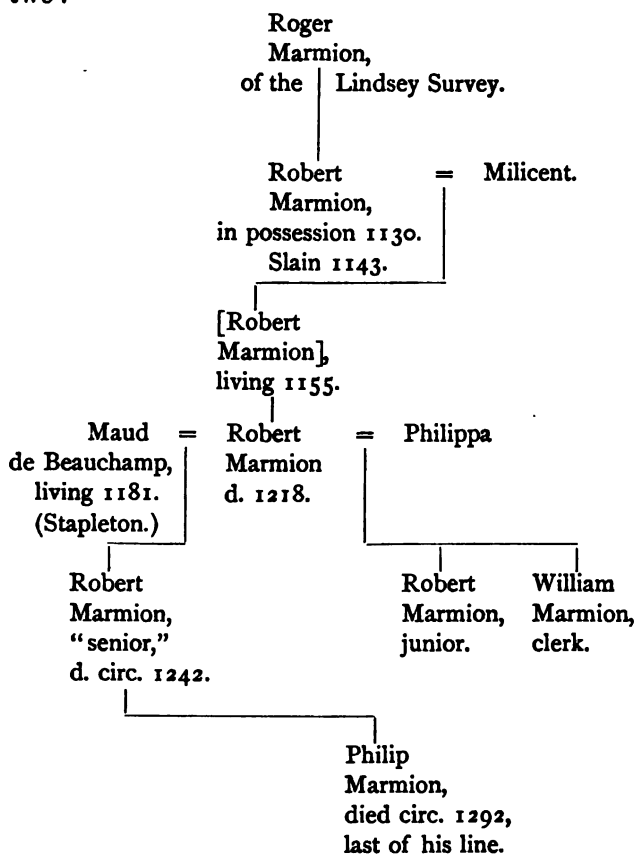 Roger
Marmion,
of the Lindsey Survey.
Robert = Milicent.
Marmion,
in possession 1130.
Slain 1143.
[Robert
Marmion],
living 1155.
Maud = Robert = Philippa
de Beauchamp, Marmion
living 1181. d. 1218.
(Stapleton.)
Robert Robert William
Marmion, Marmion, Marmion,
"senior," junior. clerk.
d. circ. 1242.
Philip
Marmion,
died circ. 1292,
last of his line.